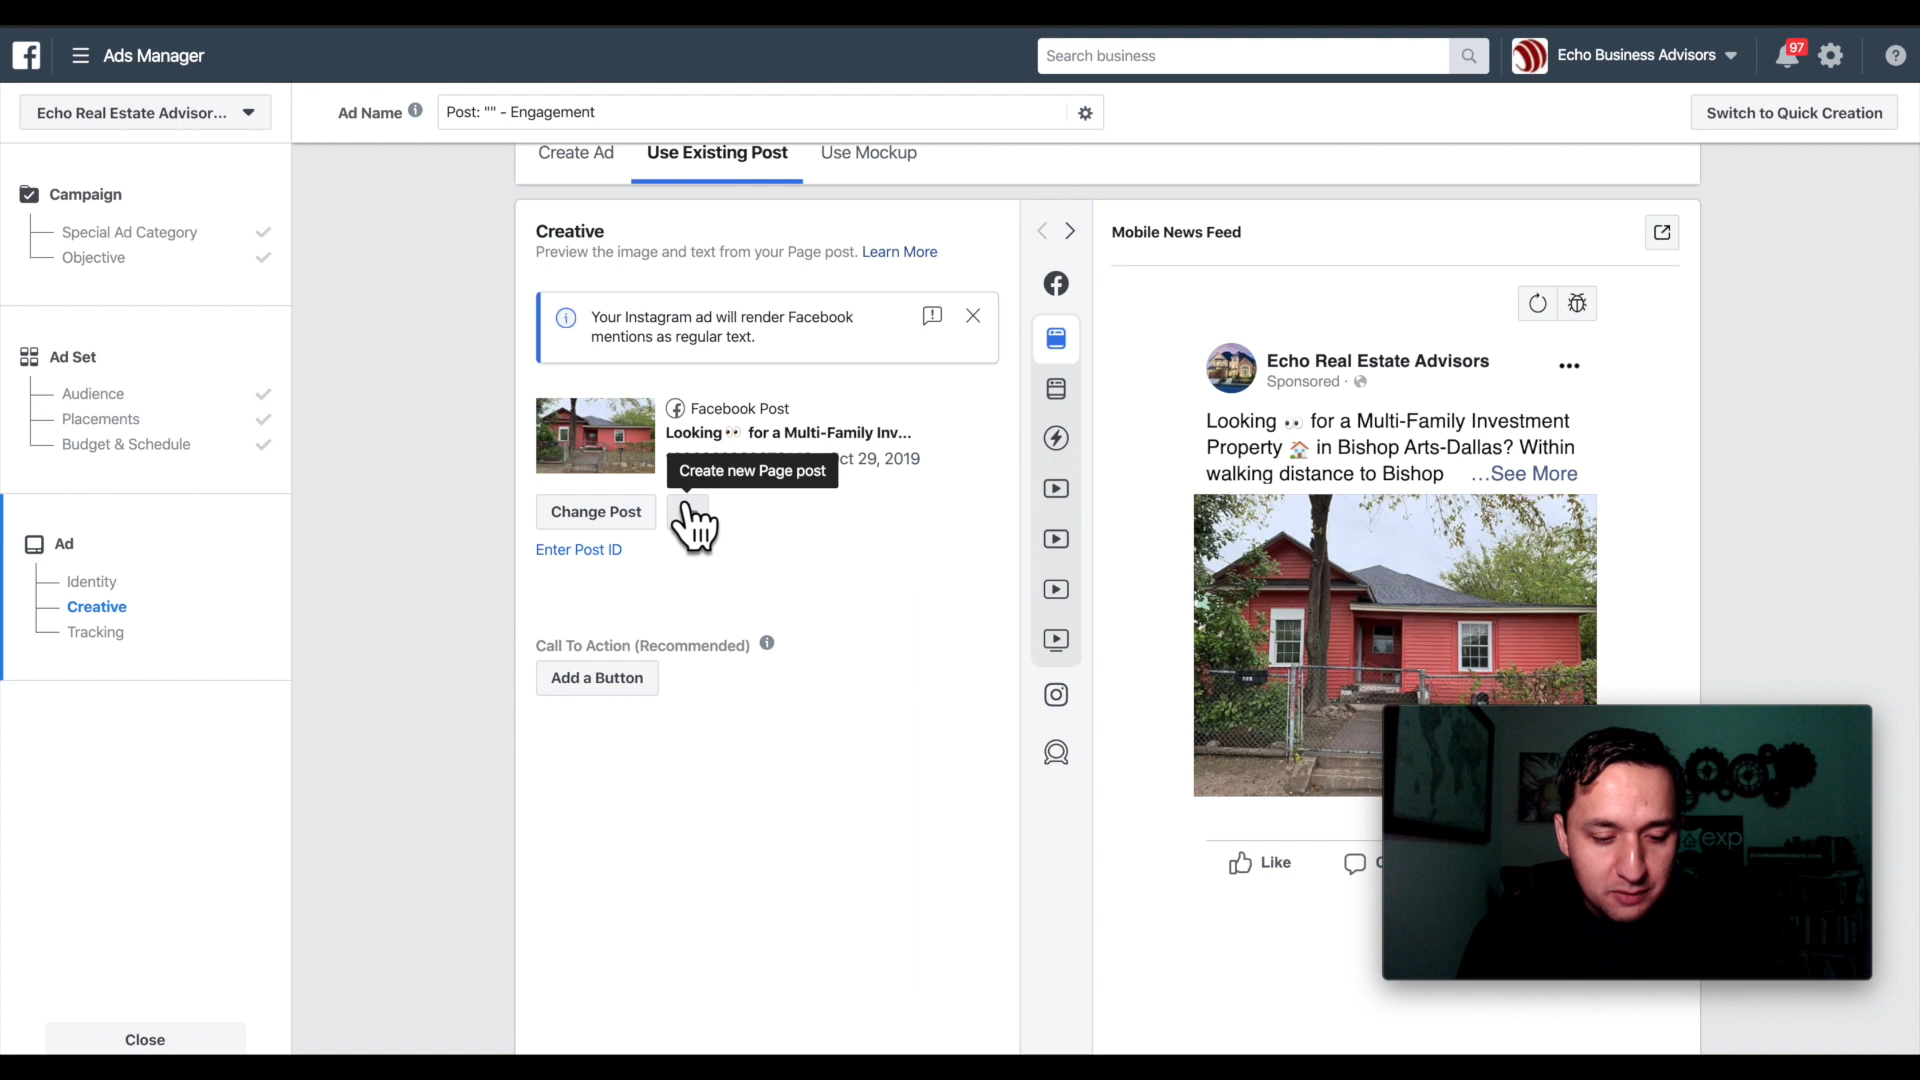 Ads Manager
Search business
Echo Business Advisors
97
Echo Real Estate Advisor...
Ad Name
Post: "" - Engagement
Switch to Quick Creation
Create Ad
Use Existing Post
Use Mockup
Campaign
Special Ad Category
Objective
Ad Set
Audience
Placements
Budget & Schedule
Ad
Identity
Creative
Tracking
Close
Creative
Preview the image and text from your Page post. Learn More
Your Instagram ad will render Facebook
mentions as regular text.
Facebook Post
Looking 👀 for a Multi-Family Inv...
ct 29, 2019
Create new Page post
Change Post
Enter Post ID
Call To Action (Recommended)
Add a Button
Mobile News Feed
Echo Real Estate Advisors
Sponsored ·
Looking 👀 for a Multi-Family Investment
Property 🏠 in Bishop Arts-Dallas? Within
walking distance to Bishop ...See More
Like
exp